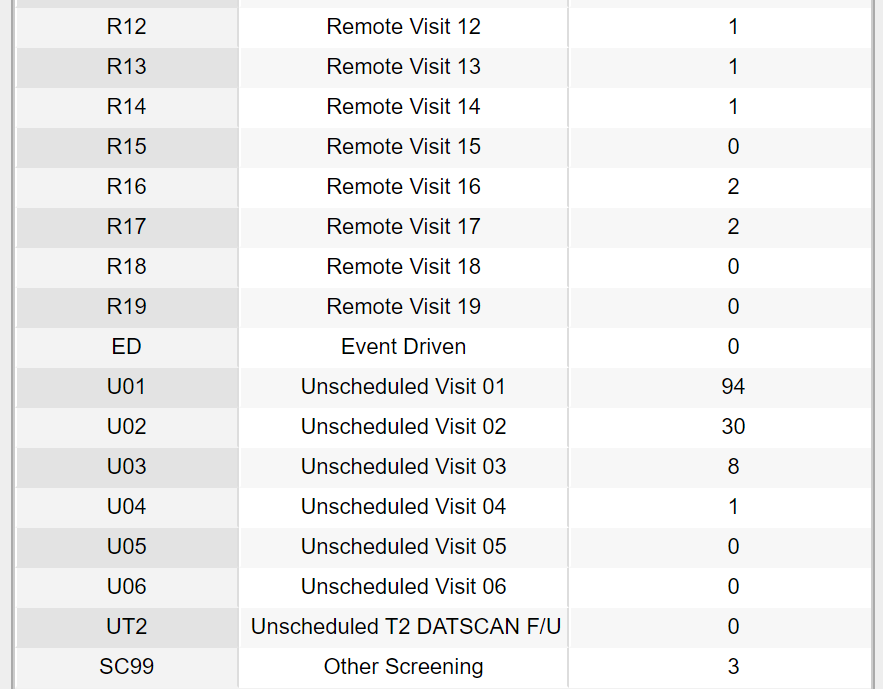 R12 Remote Visit 12 1
R13 Remote Visit 13 1
R14 Remote Visit 14 1
R15 Remote Visit 15 0
R16 Remote Visit 16 2
R17 Remote Visit 17 2
R18 Remote Visit 18 0
R19 Remote Visit 19 0
ED Event Driven 0
U01 Unscheduled Visit 01 94
U02 Unscheduled Visit 02 30
U03 Unscheduled Visit 03 8
U04 Unscheduled Visit 04 1
U05 Unscheduled Visit 05 0
U06 Unscheduled Visit 06 0
UT2 Unscheduled T2 DATSCAN F/U 0
SC99 Other Screening 3